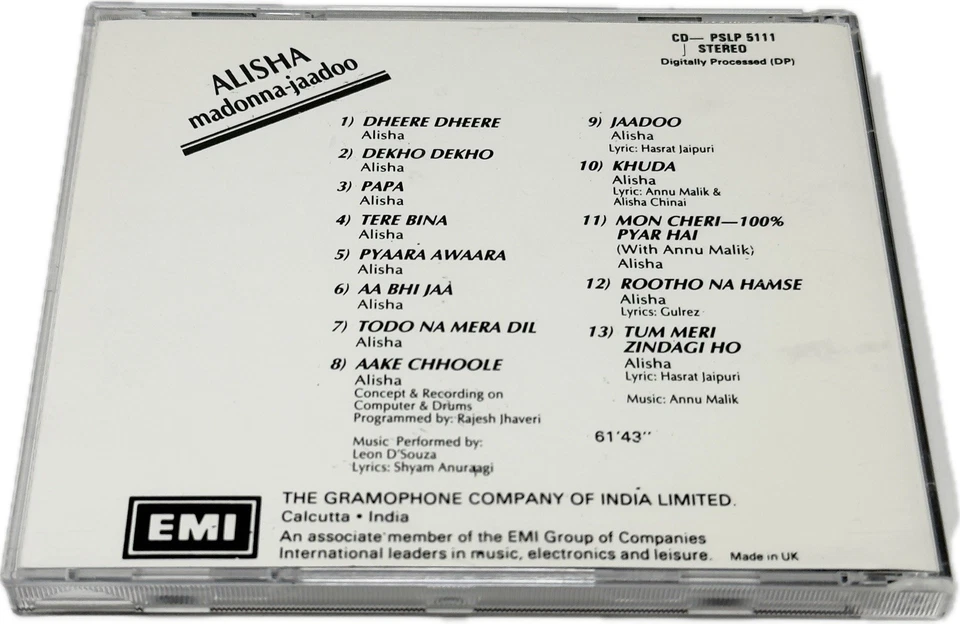 ALISHA
madonna-jaadoo
CD— PSLP 5111
STEREO
Digitally Processed (DP)
1) DHEERE DHEERE
Alisha
2) DEKHO DEKHO
Alisha
3) PAPA
Alisha
4) TERE BINA
Alisha
5) PYAARA AWAARA
Alisha
6) AA BHI JAA
Alisha
7) TODO NA MERA DIL
Alisha
8) AAKE CHHOOLE
Alisha
Concept & Recording on
Computer & Drums
Programmed by: Rajesh Jhaveri
Music Performed by:
Leon D'Souza
Lyrics: Shyam Anuraagi
9) JAADOO
Alisha
Lyric: Hasrat Jaipuri
10) KHUDA
Alisha
Lyric: Annu Malik &
Alisha Chinai
11) MON CHERI—100%
PYAR HAI
(With Annu Malik)
Alisha
12) ROOTHO NA HAMSE
Alisha
Lyrics: Gulrez
13) TUM MERI
ZINDAGI HO
Alisha
Lyric: Hasrat Jaipuri
Music: Annu Malik
61'43"
EMI
THE GRAMOPHONE COMPANY OF INDIA LIMITED.
Calcutta • India
An associate member of the EMI Group of Companies
International leaders in music, electronics and leisure. Made in UK